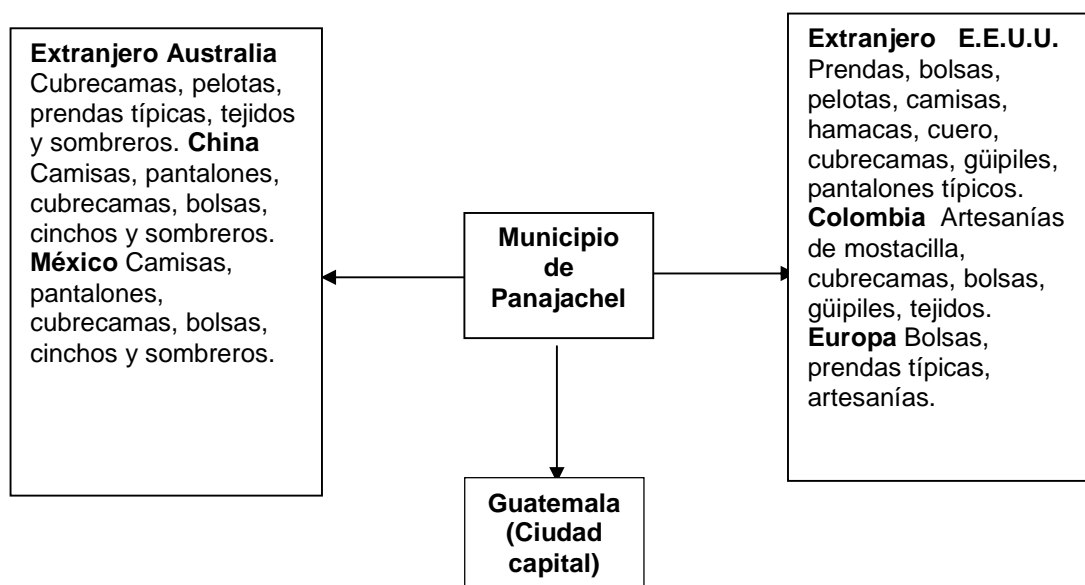 Extranjero Australia
Cubrecamas, pelotas,
prendas típicas, tejidos
y sombreros. China
Camisas, pantalones,
cubrecamas, bolsas,
cinchos y sombreros.
México Camisas,
pantalones,
cubrecamas, bolsas,
cinchos y sombreros.
Municipio
de
Panajachel
Extranjero E.E.U.U.
Prendas, bolsas,
pelotas, camisas,
hamacas, cuero,
cubrecamas, güipiles,
pantalones típicos.
Colombia Artesanías
de mostacilla,
cubrecamas, bolsas,
güipiles, tejidos.
Europa Bolsas,
prendas típicas,
artesanías.
Guatemala
(Ciudad
capital)